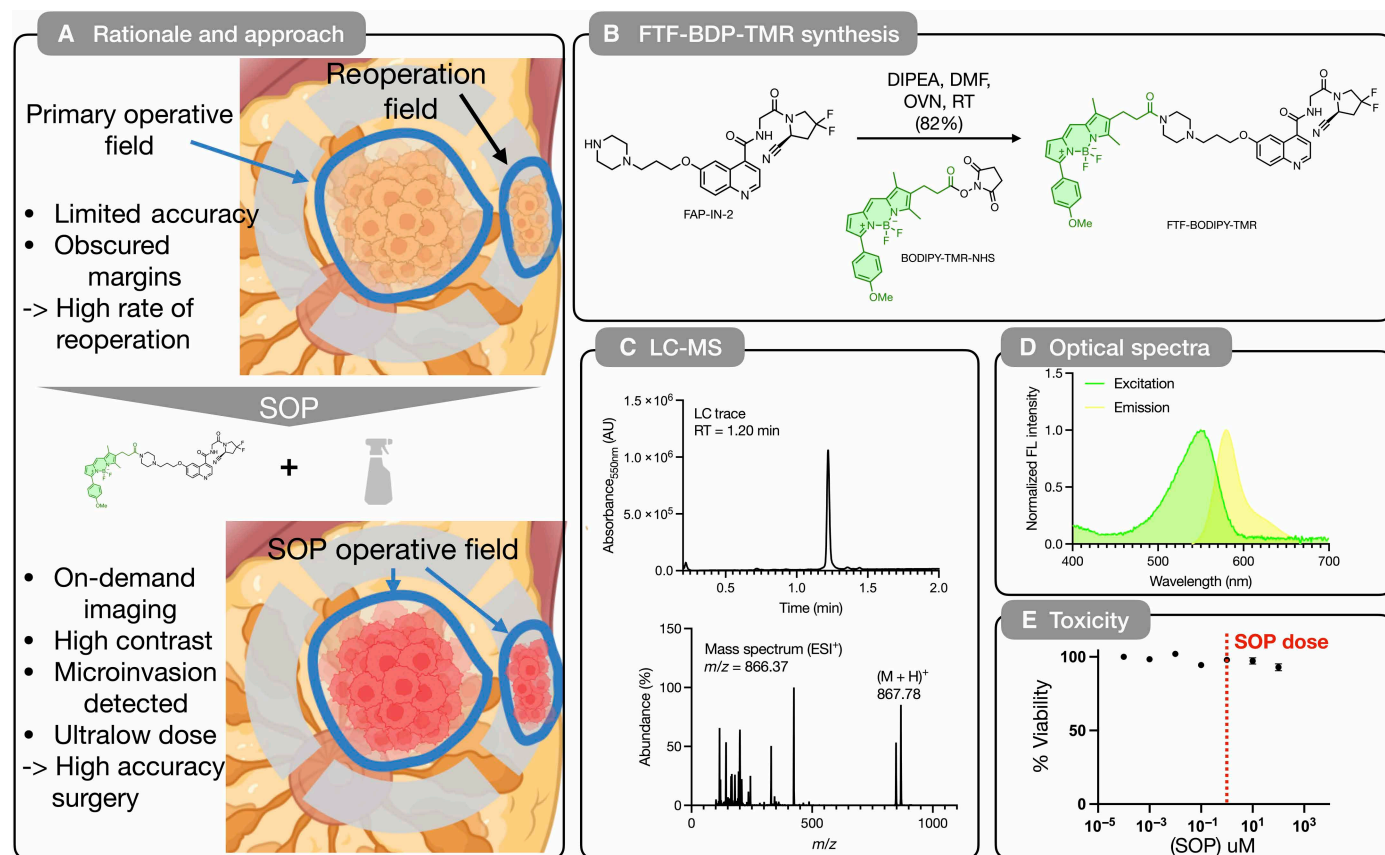 A Rationale and approach
Reoperation
field
Primary operative
field
• Limited accuracy
• Obscured
margins
-> High rate of
reoperation
SOP
N
N
O
O
NH
O
N
F
F
N
N
N
B
F
F
OMe
+
SOP operative field
• On-demand
imaging
• High contrast
• Microinvasion
detected
• Ultralow dose
-> High accuracy
surgery
B FTF-BDP-TMR synthesis
HN
N
O
O
NH
O
N
F
F
N
N
FAP-IN-2
DIPEA, DMF,
OVN, RT
(82%)
O
O
N
O
O
N
B
N
F
F
OMe
BODIPY-TMR-NHS
O
N
N
O
O
NH
O
N
F
F
N
N
N
B
N
F
F
OMe
FTF-BODIPY-TMR
C LC-MS
LC trace
RT = 1.20 min
Absorbance550nm (AU)
1.5 ×10⁶
1.0 ×10⁶
5.0 ×10⁵
0.0
0.5
1.0
1.5
2.0
Time (min)
Mass spectrum (ESI⁺)
m/z = 866.37
(M + H)⁺
867.78
Abundance (%)
150
100
50
0
0
500
1000
m/z
D Optical spectra
Excitation
Emission
Normalized FL intensity
1.5
1.0
0.5
0.0
400
500
600
700
Wavelength (nm)
E Toxicity
SOP dose
% Viability
100
50
0
10⁻⁵
10⁻³
10⁻¹
10¹
10³
(SOP) uM